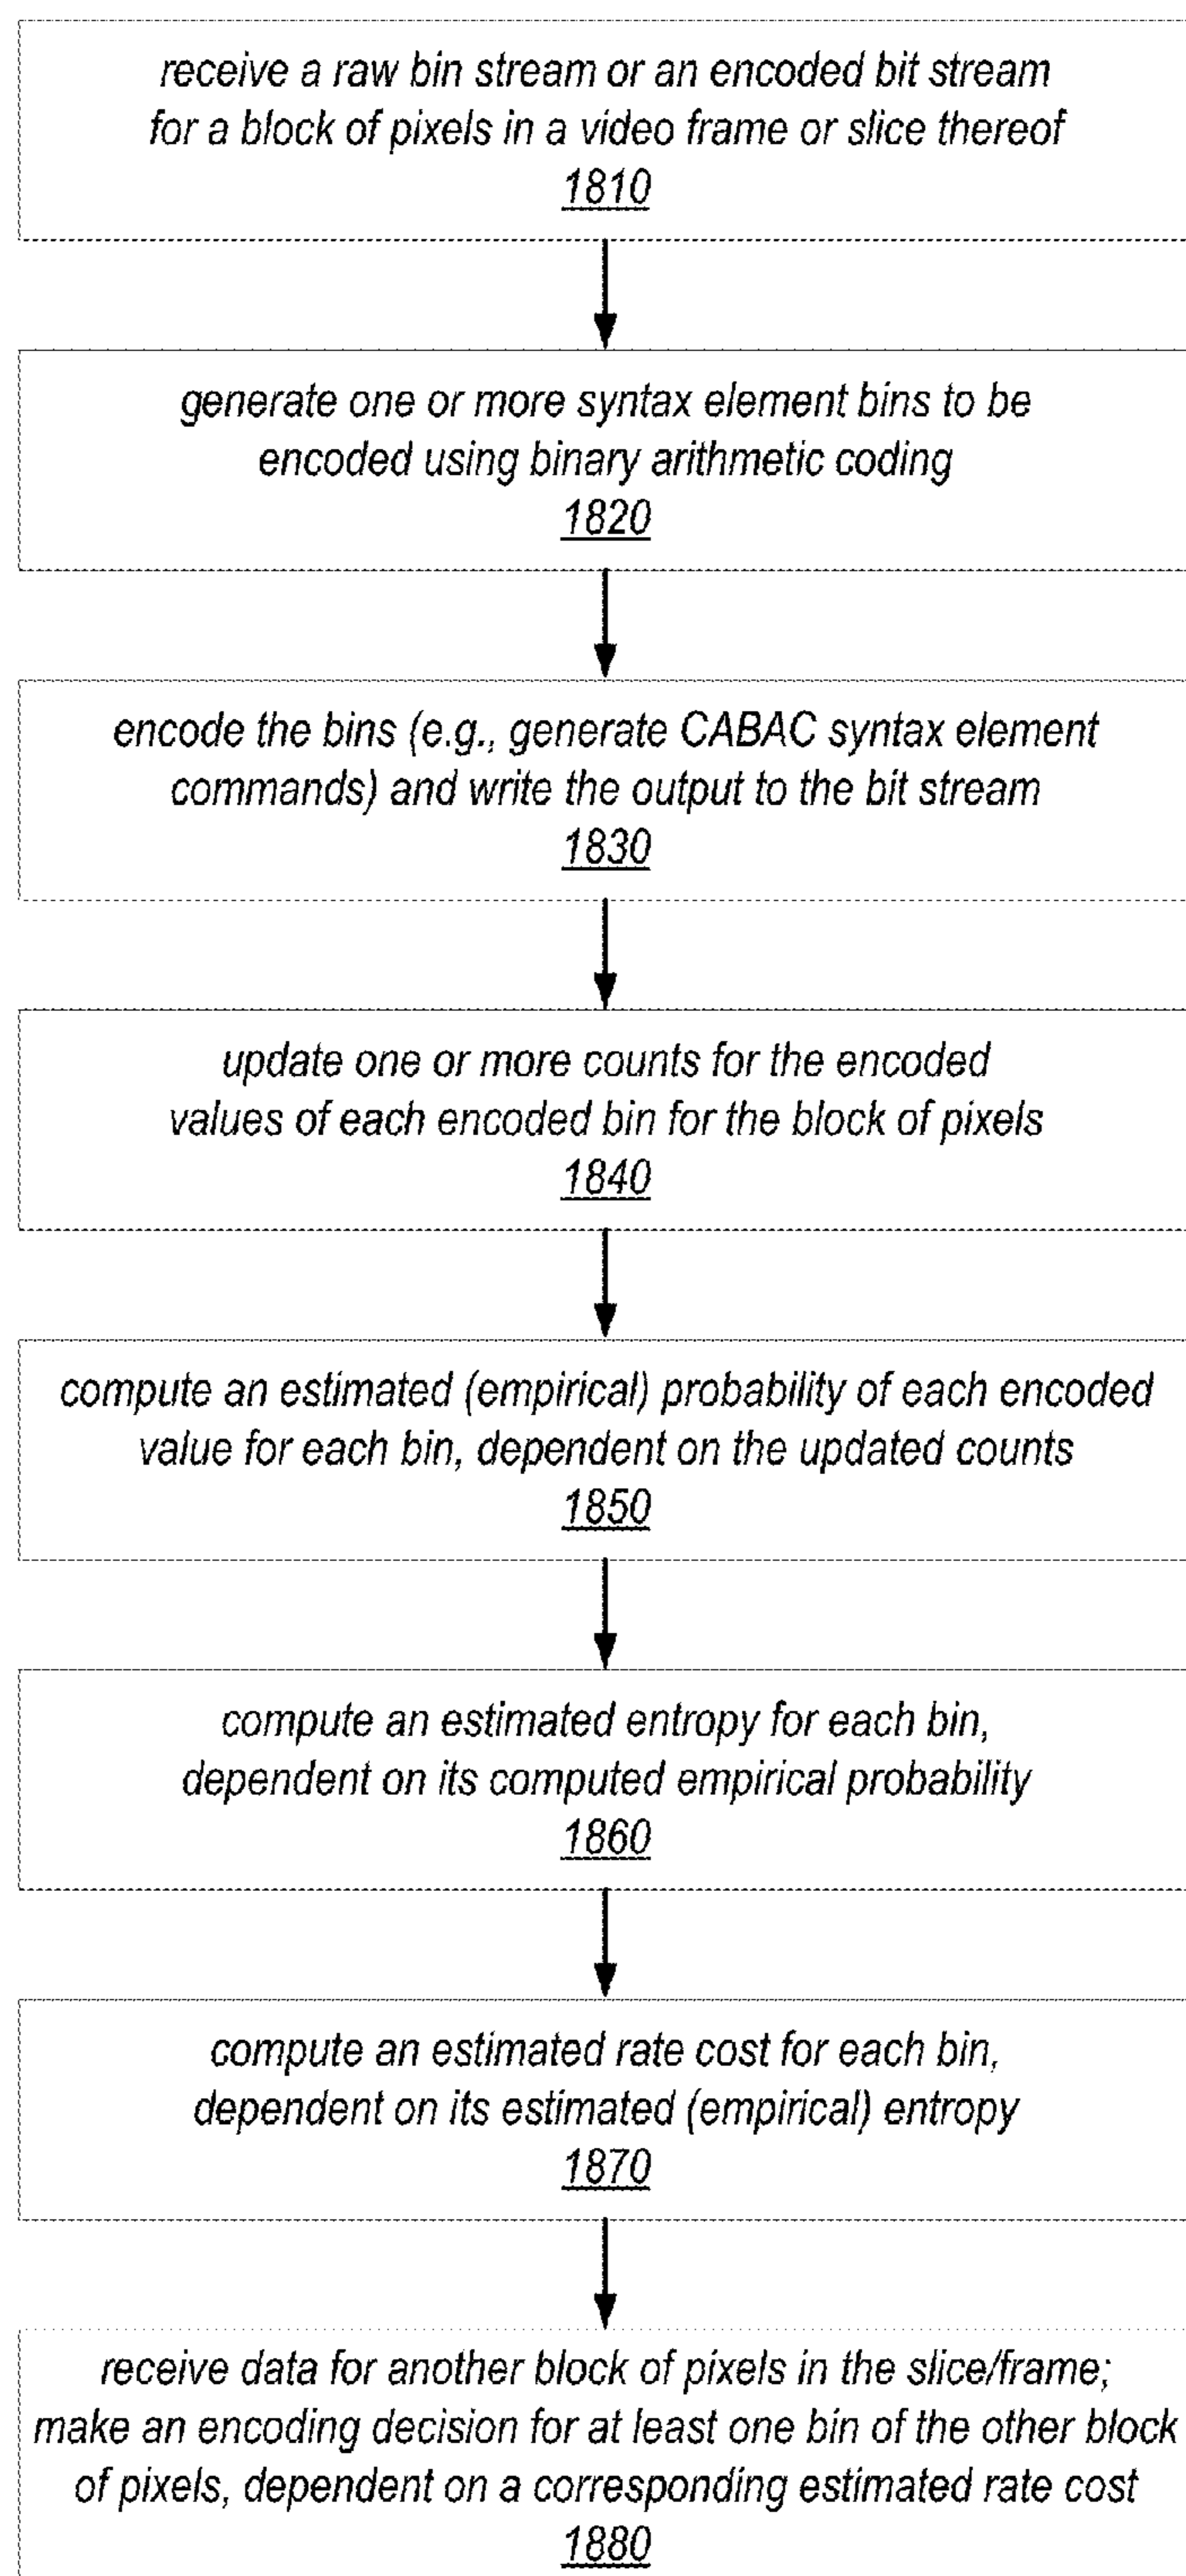 receive a raw bin stream or an encoded bit stream
for a block of pixels in a video frame or slice thereof
1810
generate one or more syntax element bins to be
encoded using binary arithmetic coding
1820
encode the bins (e.g., generate CABAC syntax element
commands) and write the output to the bit stream
1830
update one or more counts for the encoded
values of each encoded bin for the block of pixels
1840
compute an estimated (empirical) probability of each encoded
value for each bin, dependent on the updated counts
1850
compute an estimated entropy for each bin,
dependent on its computed empirical probability
1860
compute an estimated rate cost for each bin,
dependent on its estimated (empirical) entropy
1870
receive data for another block of pixels in the slice/frame;
make an encoding decision for at least one bin of the other block
of pixels, dependent on a corresponding estimated rate cost
1880